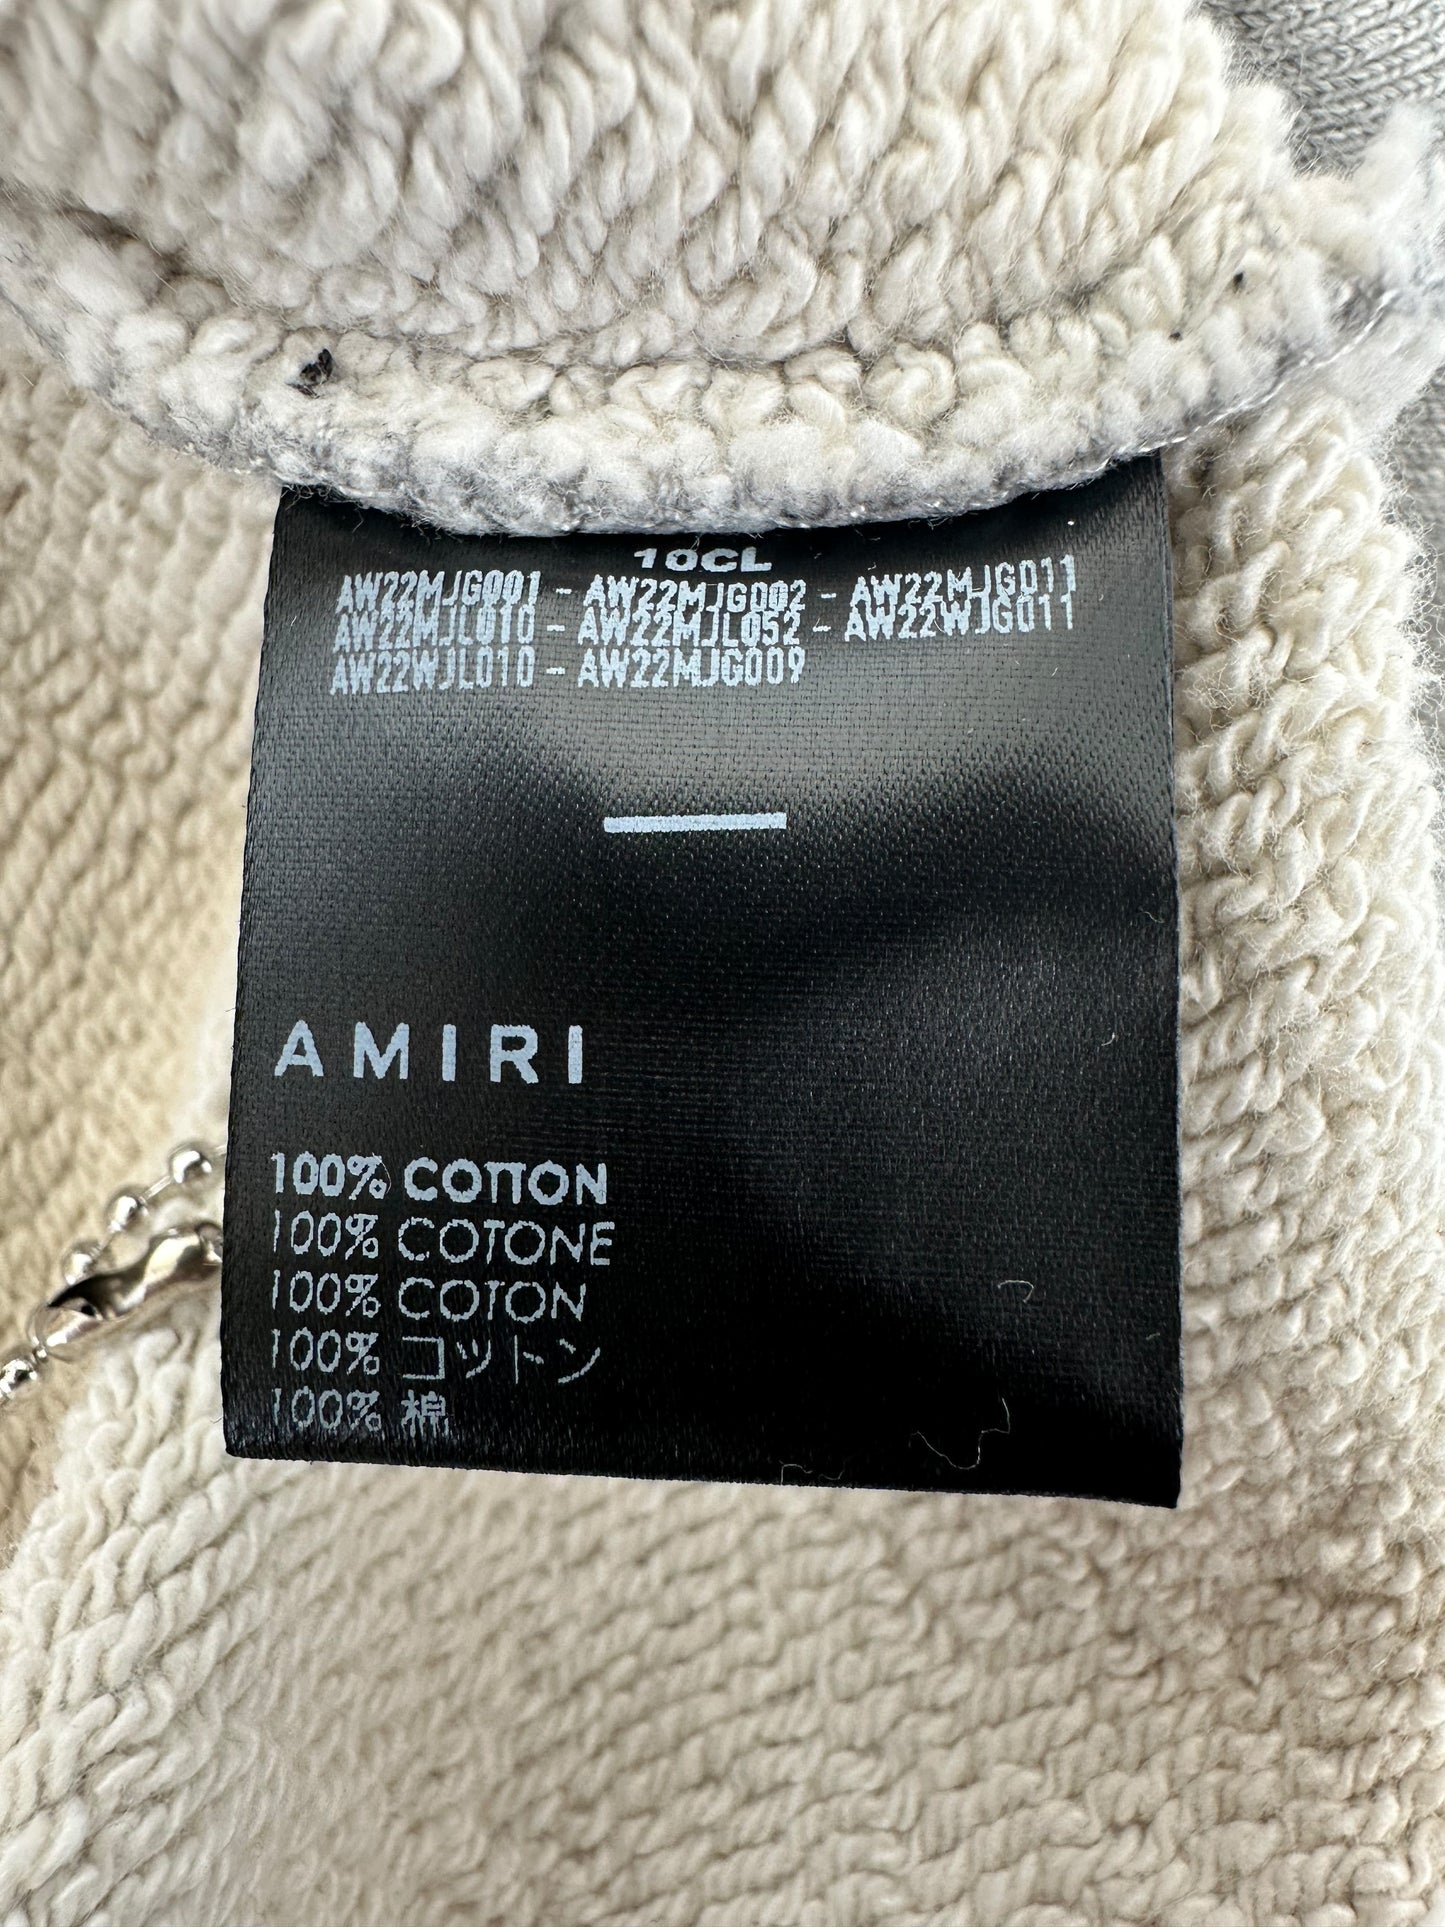 10CL
AW22MJG001 - AW22MJG002 - AW22MJG011
AW22MJL010 - AW22MJL052 - AW22WJG011
AW22WJL010 - AW22MJG009
AMIRI
100% COTTON
100% COTONE
100% COTON
100% コットン
100% 棉